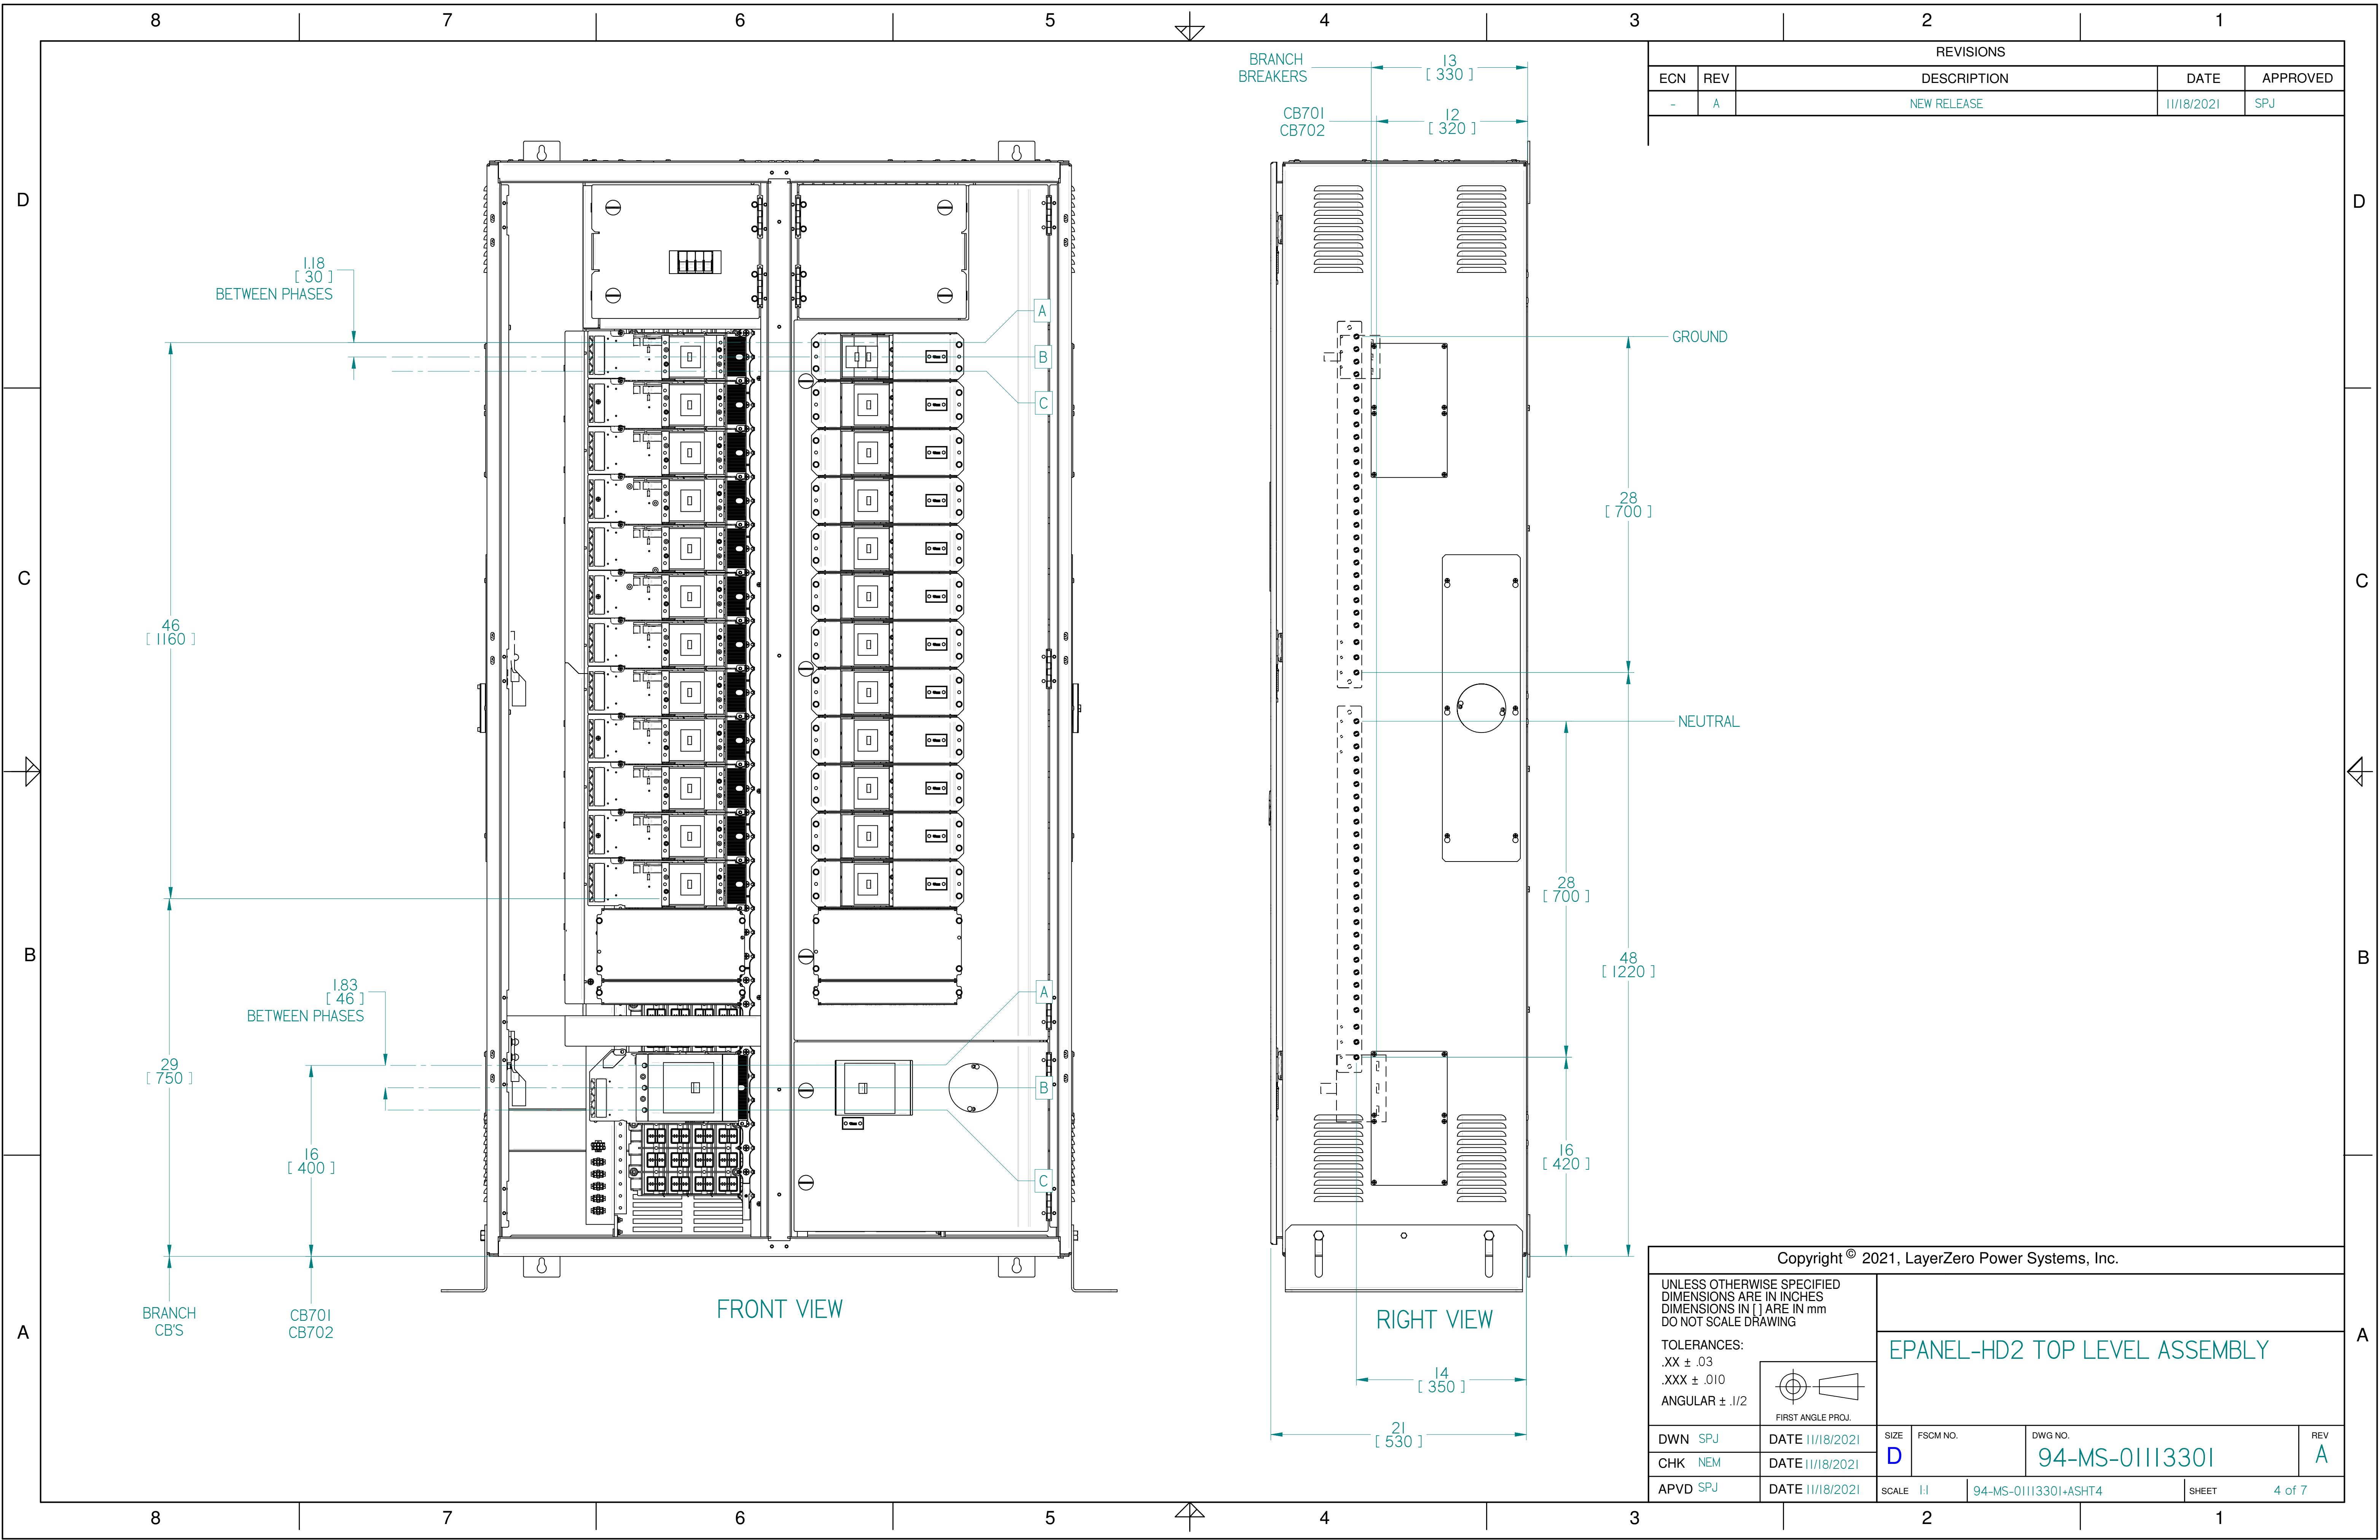 8 7 6 5 4 3 2 1
REVISIONS
ECN REV DESCRIPTION DATE APPROVED
- A NEW RELEASE 11/18/2021 SPJ
D
D
C
C
B
B
A
A
BRANCH
BREAKERS
13
[ 330 ]
CB701
CB702
12
[ 320 ]
1.18
[ 30 ]
BETWEEN PHASES
A
B
C
46
[ 1160 ]
1.83
[ 46 ]
BETWEEN PHASES
A
B
C
29
[ 750 ]
16
[ 400 ]
BRANCH
CB'S
CB701
CB702
FRONT VIEW
GROUND
28
[ 700 ]
NEUTRAL
28
[ 700 ]
48
[ 1220 ]
16
[ 420 ]
RIGHT VIEW
14
[ 350 ]
21
[ 530 ]
Copyright © 2021, LayerZero Power Systems, Inc.
UNLESS OTHERWISE SPECIFIED
DIMENSIONS ARE IN INCHES
DIMENSIONS IN [ ] ARE IN mm
DO NOT SCALE DRAWING
TOLERANCES:
.XX ± .03
.XXX ± .010
ANGULAR ± .1/2
FIRST ANGLE PROJ.
EPANEL-HD2 TOP LEVEL ASSEMBLY
DWN SPJ DATE 11/18/2021
CHK NEM DATE 11/18/2021
APVD SPJ DATE 11/18/2021
SIZE
D
FSCM NO.
DWG NO.
94-MS-01113301
REV
A
SCALE 1:1
94-MS-01113301+ASHT4
SHEET 4 of 7
8 7 6 5 4 3 2 1